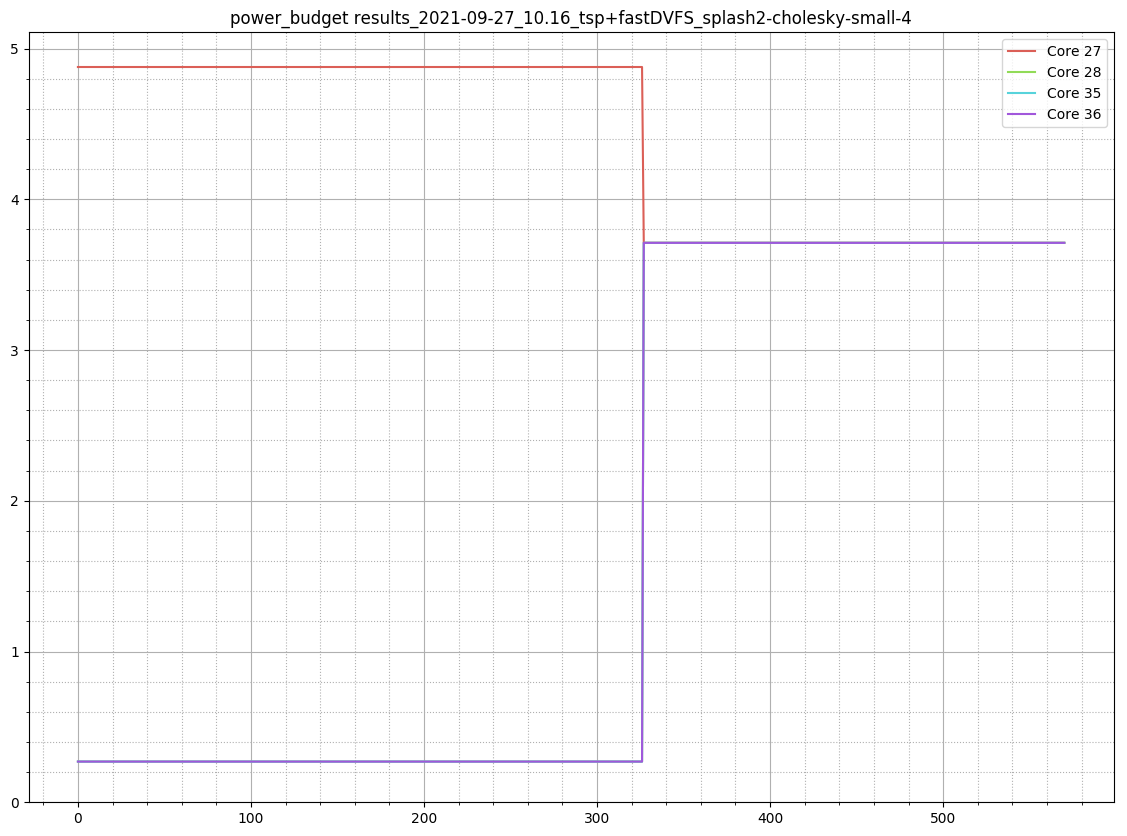 power_budget results_2021-09-27_10.16_tsp+fastDVFS_splash2-cholesky-small-4
Core 27
Core 28
Core 35
Core 36
5
4
3
2
1
0
0 100 200 300 400 500